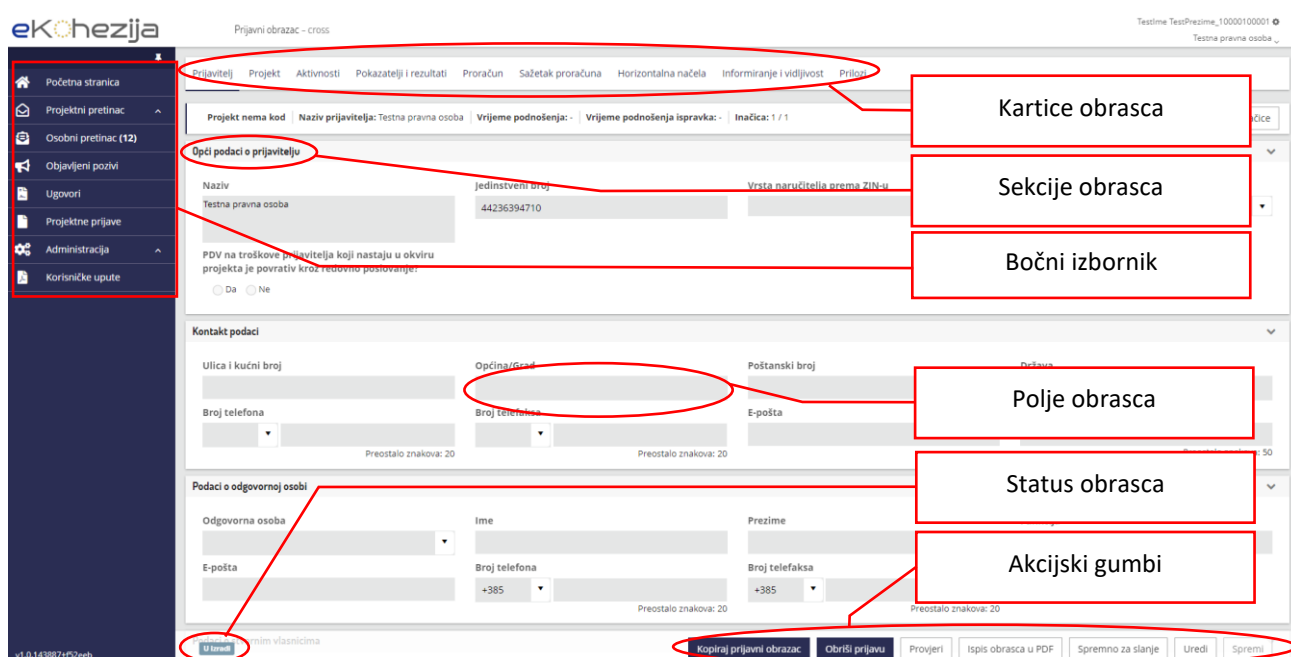 eKohezija
Prijavni obrazac - cross
TestIme TestPrezime_10000100001
Testna pravna osoba
Početna stranica
Projektni pretinac
Osobni pretinac (12)
Objavljeni pozivi
Ugovori
Projektne prijave
Administracija
Korisničke upute
v1.0.143887+f52eeb
Prijavitelj Projekt Aktivnosti Pokazatelji i rezultati Proračun Sažetak proračuna Horizontalna načela Informiranje i vidljivost Prilozi
Kartice obrasca
Projekt nema kod Naziv prijavitelja: Testna pravna osoba Vrijeme podnošenja: - Vrijeme podnošenja ispravka: - Inačica: 1 / 1
Opći podaci o prijavitelju
Sekcije obrasca
Naziv Jedinstveni broj Vrsta naručitelja prema ZIN-u
Testna pravna osoba 44236394710
PDV na troškove prijavitelja koji nastaju u okviru
projekta je povrativ kroz redovno poslovanje?
Da Ne
Bočni izbornik
Kontakt podaci
Ulica i kućni broj Općina/Grad Poštanski broj Država
Polje obrasca
Broj telefona Broj telefaksa E-pošta
Preostalo znakova: 20 Preostalo znakova: 20 : 50
Status obrasca
Podaci o odgovornoj osobi
Odgovorna osoba Ime Prezime
Akcijski gumbi
E-pošta Broj telefona Broj telefaksa
+385 +385
Preostalo znakova: 20 Preostalo znakova: 20
vlasnicima
U izradi
Kopiraj prijavni obrazac Obriši prijavu Provjeri Ispis obrasca u PDF Spremno za slanje Uredi Spremi